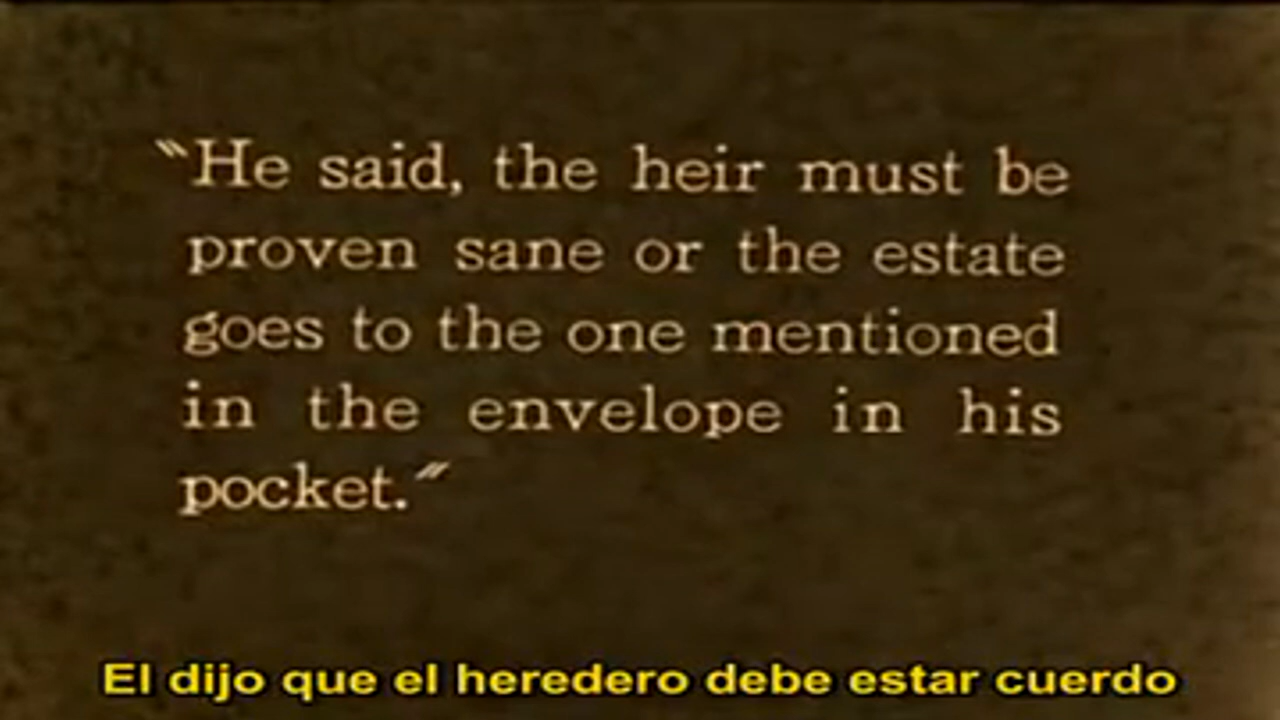 "He said, the heir must be
proven sane or the estate
goes to the one mentioned
in the envelope in his
pocket."
El dijo que el heredero debe estar cuerdo